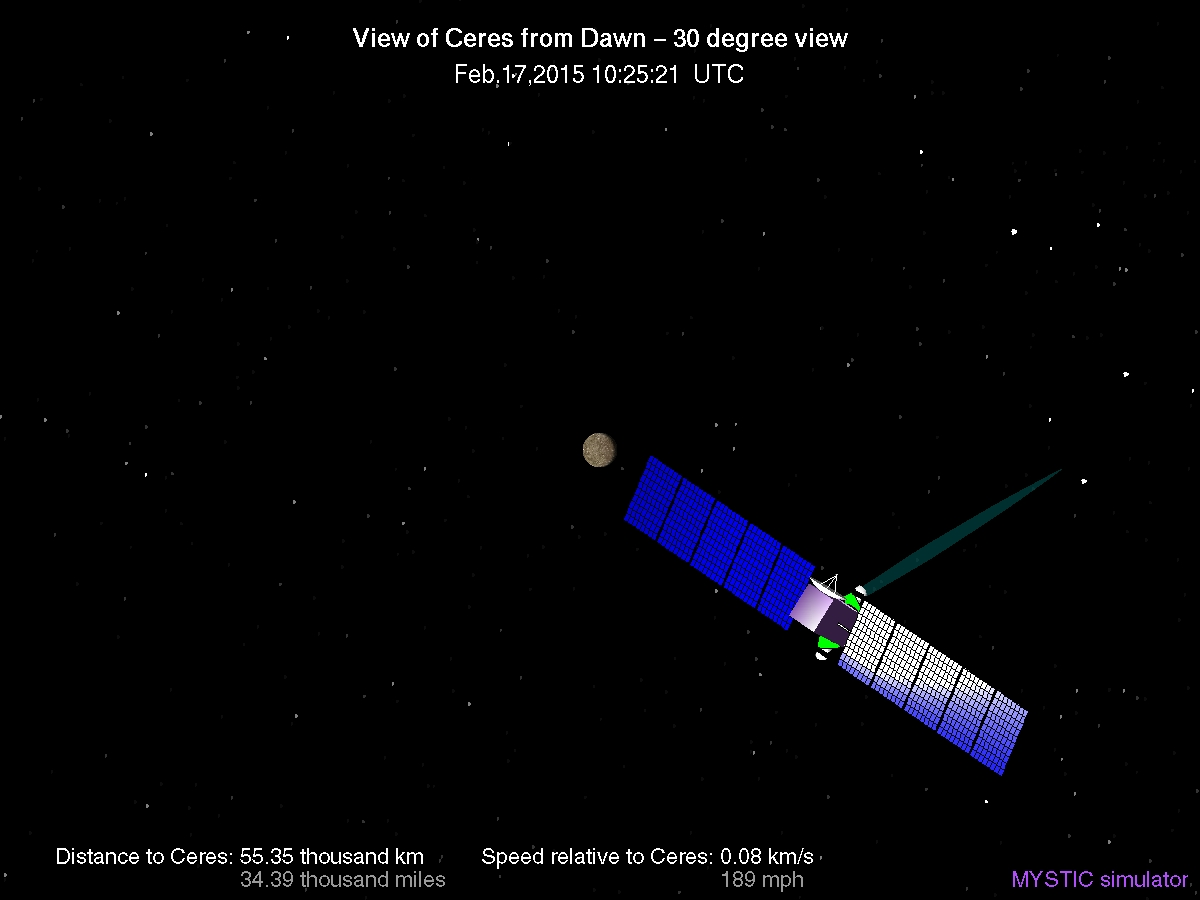 View of Ceres from Dawn – 30 degree view
Feb,17,2015 10:25:21 UTC
Distance to Ceres: 55.35 thousand km
34.39 thousand miles
Speed relative to Ceres: 0.08 km/s
189 mph
MYSTIC simulator